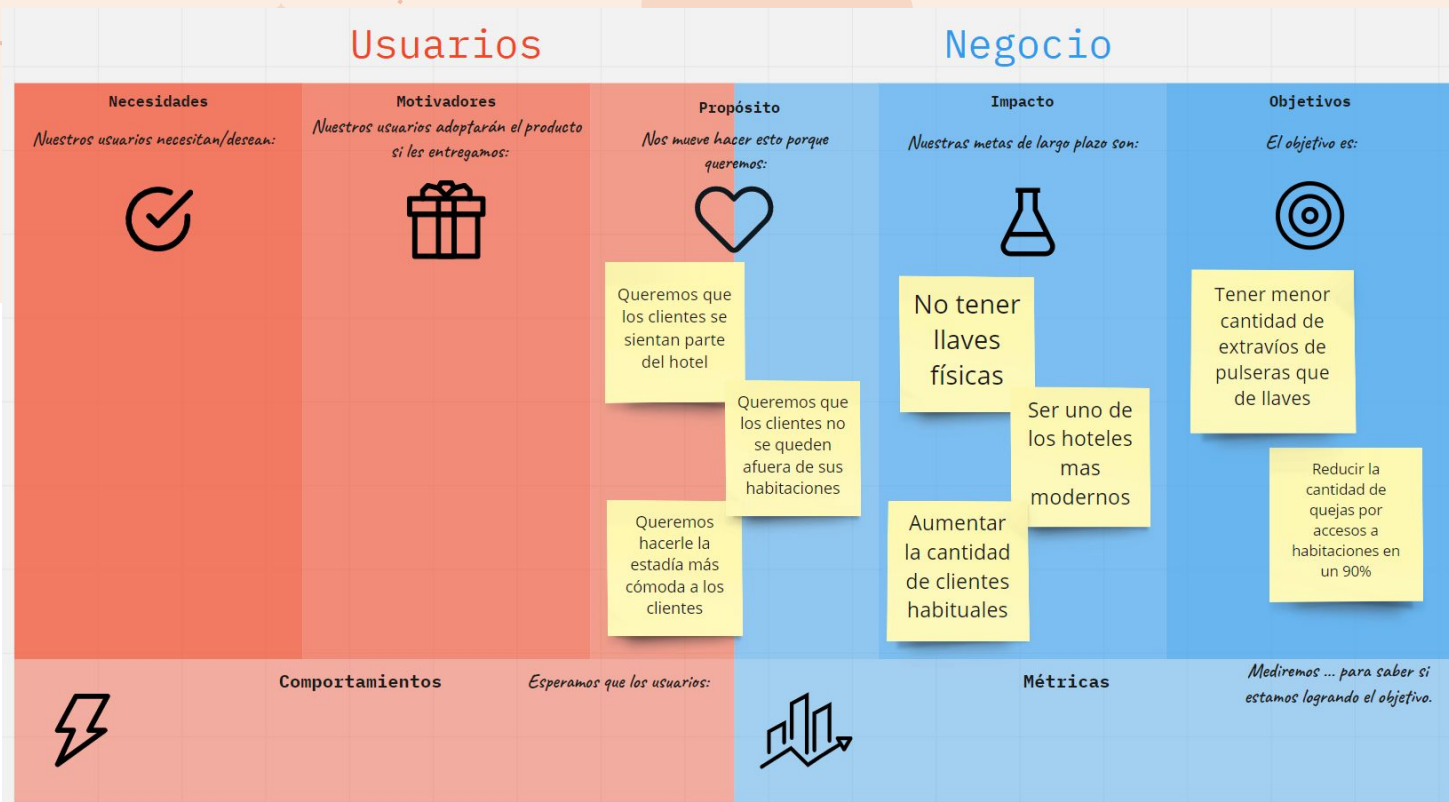 Usuarios
Negocio
Necesidades
Nuestros usuarios necesitan/desean:
Motivadores
Nuestros usuarios adoptarán el producto
si les entregamos:
Propósito
Nos mueve hacer esto porque
queremos:
Impacto
Nuestras metas de largo plazo son:
Objetivos
El objetivo es:
Queremos que
los clientes se
sientan parte
del hotel
Queremos que
los clientes no
se queden
afuera de sus
habitaciones
Queremos
hacerle la
estadía más
cómoda a los
clientes
No tener
llaves
físicas
Ser uno de
los hoteles
mas
modernos
Aumentar
la cantidad
de clientes
habituales
Tener menor
cantidad de
extravíos de
pulseras que
de llaves
Reducir la
cantidad de
quejas por
accesos a
habitaciones en
un 90%
Comportamientos
Esperamos que los usuarios:
Métricas
Mediremos ... para saber si
estamos logrando el objetivo.